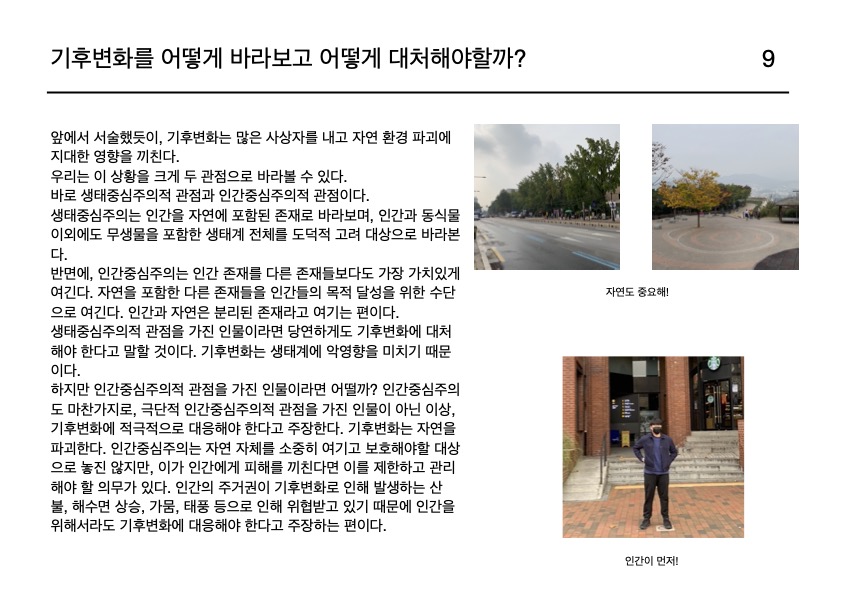 기후변화를 어떻게 바라보고 어떻게 대처해야할까?
9
앞에서 서술했듯이, 기후변화는 많은 사상자를 내고 자연 환경 파괴에
지대한 영향을 끼친다.
우리는 이 상황을 크게 두 관점으로 바라볼 수 있다.
바로 생태중심주의적 관점과 인간중심주의적 관점이다.
생태중심주의는 인간을 자연에 포함된 존재로 바라보며, 인간과 동식물
이외에도 무생물을 포함한 생태계 전체를 도덕적 고려 대상으로 바라본
다.
반면에, 인간중심주의는 인간 존재를 다른 존재들보다도 가장 가치있게
여긴다. 자연을 포함한 다른 존재들을 인간들의 목적 달성을 위한 수단
으로 여긴다. 인간과 자연은 분리된 존재라고 여기는 편이다.
생태중심주의적 관점을 가진 인물이라면 당연하게도 기후변화에 대처
해야 한다고 말할 것이다. 기후변화는 생태계에 악영향을 미치기 때문
이다.
하지만 인간중심주의적 관점을 가진 인물이라면 어떨까? 인간중심주의
도 마찬가지로, 극단적 인간중심주의적 관점을 가진 인물이 아닌 이상,
기후변화에 적극적으로 대응해야 한다고 주장한다. 기후변화는 자연을
파괴한다. 인간중심주의는 자연 자체를 소중히 여기고 보호해야할 대상
으로 놓진 않지만, 이가 인간에게 피해를 끼친다면 이를 제한하고 관리
해야 할 의무가 있다. 인간의 주거권이 기후변화로 인해 발생하는 산
불, 해수면 상승, 가뭄, 태풍 등으로 인해 위협받고 있기 때문에 인간을
위해서라도 기후변화에 대응해야 한다고 주장하는 편이다.
자연도 중요해!
인간이 먼저!